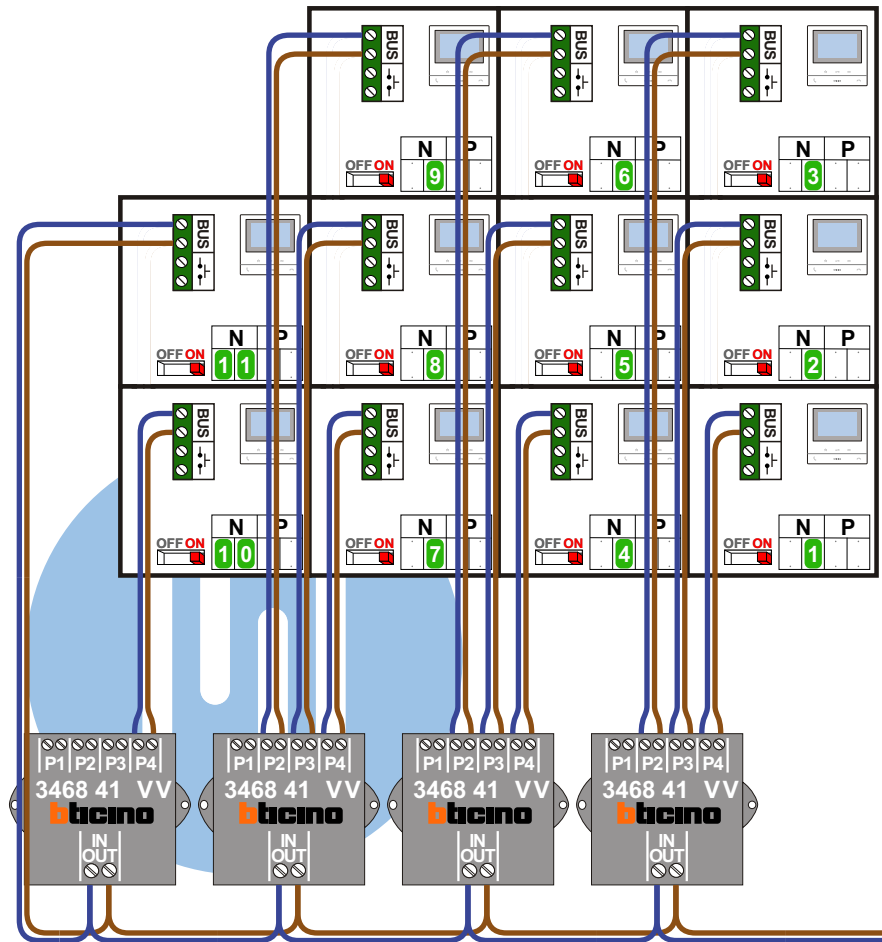 BUS BUS BUS
N P N P N P
OFF ON 9 OFF ON 6 OFF ON 3
BUS BUS BUS BUS
N P N P N P N P
OFF ON 1 1 OFF ON 8 OFF ON 5 OFF ON 2
BUS BUS BUS BUS
N P N P N P N P
OFF ON 1 0 OFF ON 7 OFF ON 4 OFF ON 1
P1 P2 P3 P4 P1 P2 P3 P4 P1 P2 P3 P4 P1 P2 P3 P4
3468 41 VV 3468 41 VV 3468 41 VV 3468 41 VV
bticino bticino bticino bticino
IN IN IN IN
OUT OUT OUT OUT